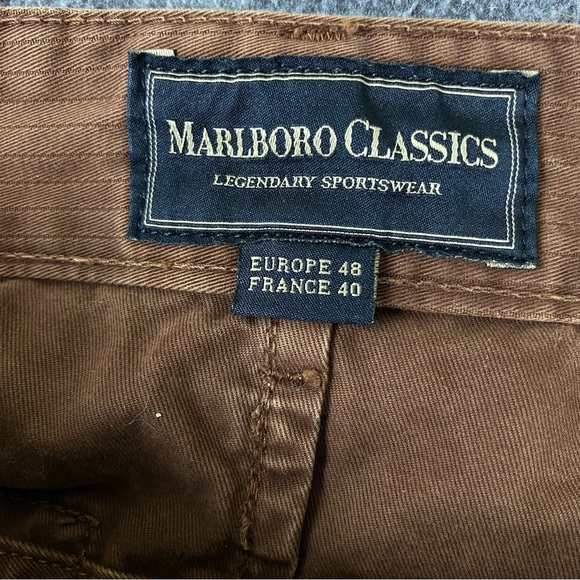 MARLBORO CLASSICS
LEGENDARY SPORTSWEAR
EUROPE 48
FRANCE 40